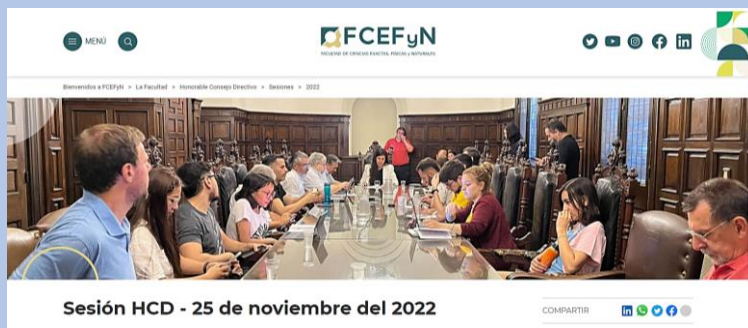 MENÚ
FCEFyN
FACULTAD DE CIENCIAS EXACTAS, FÍSICAS y NATURALES
Bienvenidos a FCEFyN > La Facultad > Honorable Consejo Directivo > Sesiones > 2022
Sesión HCD - 25 de noviembre del 2022
COMPARTIR